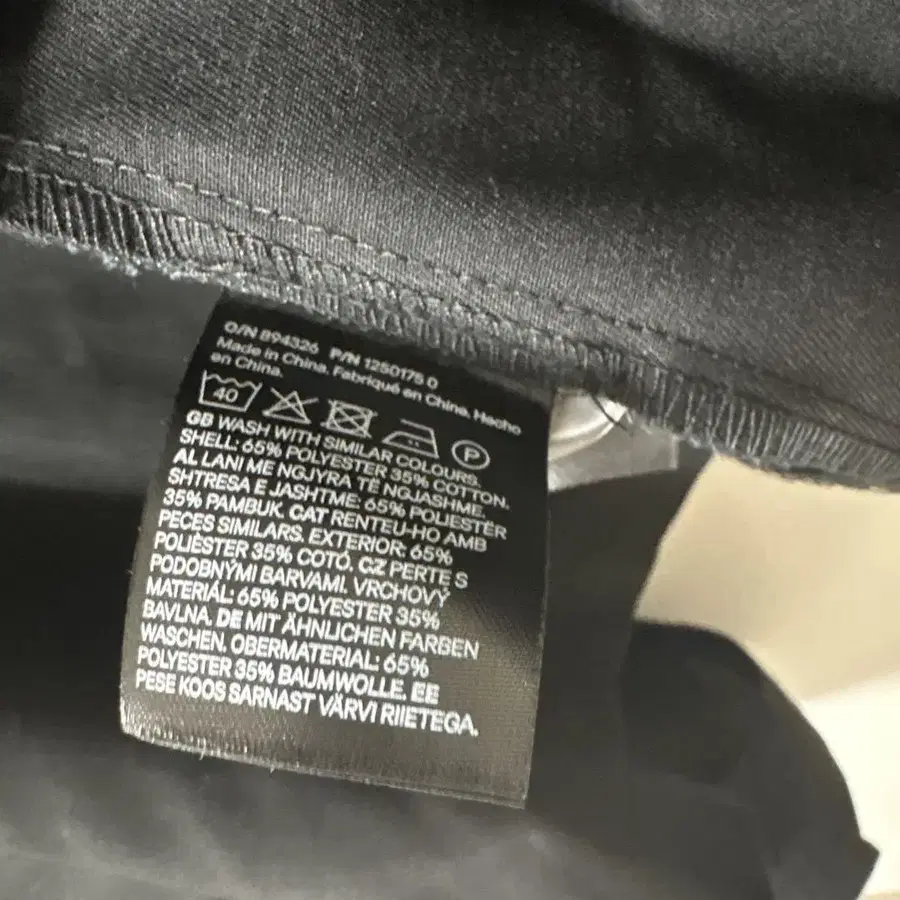 O/N 894326 P/N 1250175 0
Made in China. Fabriqué en China. Hecho
en China.
40 P
GB WASH WITH SIMILAR COLOURS.
SHELL: 65% POLYESTER 35% COTTON.
AL LANI ME NGJYRA TË NGJASHME.
SHTRESA E JASHTME: 65% POLIESTËR
35% PAMBUK. CAT RENTEU-HO AMB
PECES SIMILARS. EXTERIOR: 65%
POLIÈSTER 35% COTÓ. CZ PERTE S
PODOBNÝMI BARVAMI. VRCHOVÝ
MATERIÁL: 65% POLYESTER 35%
BAVLNA. DE MIT ÄHNLICHEN FARBEN
WASCHEN. OBERMATERIAL: 65%
POLYESTER 35% BAUMWOLLE. EE
PESE KOOS SARNAST VÄRVI RIIETEGA.